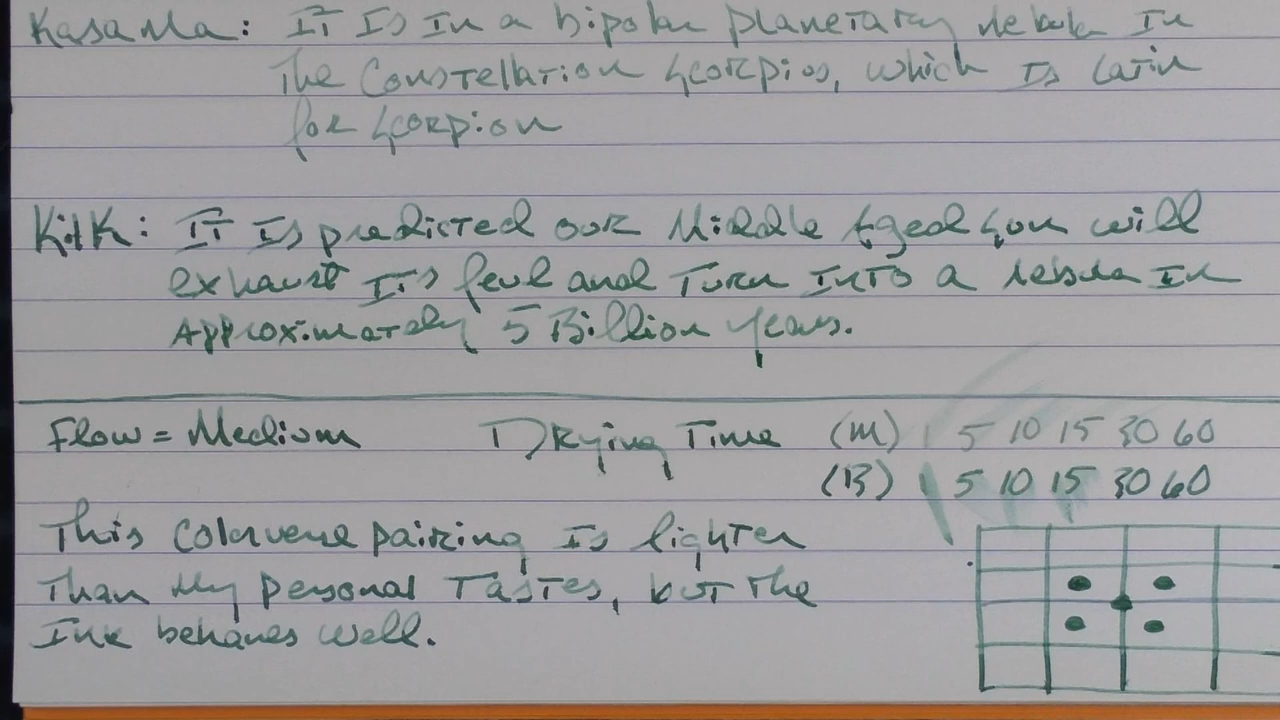 Kasama: IT Is In a bipolar planetary nebula In
The Constellation Scorpius, which Is Latin
for Scorpion
KitK: IT Is predicted our Middle Aged Sun will
exhaust ITs feul and Turn InTo a nebula In
Approximately 5 Billion years.
Flow = Medium Drying Time (M) 1 5 10 15 30 60
(B) 1 5 10 15 30 60
This Colorverse pairing Is lighter
Than My personal Tastes, but The
Ink behaves well.